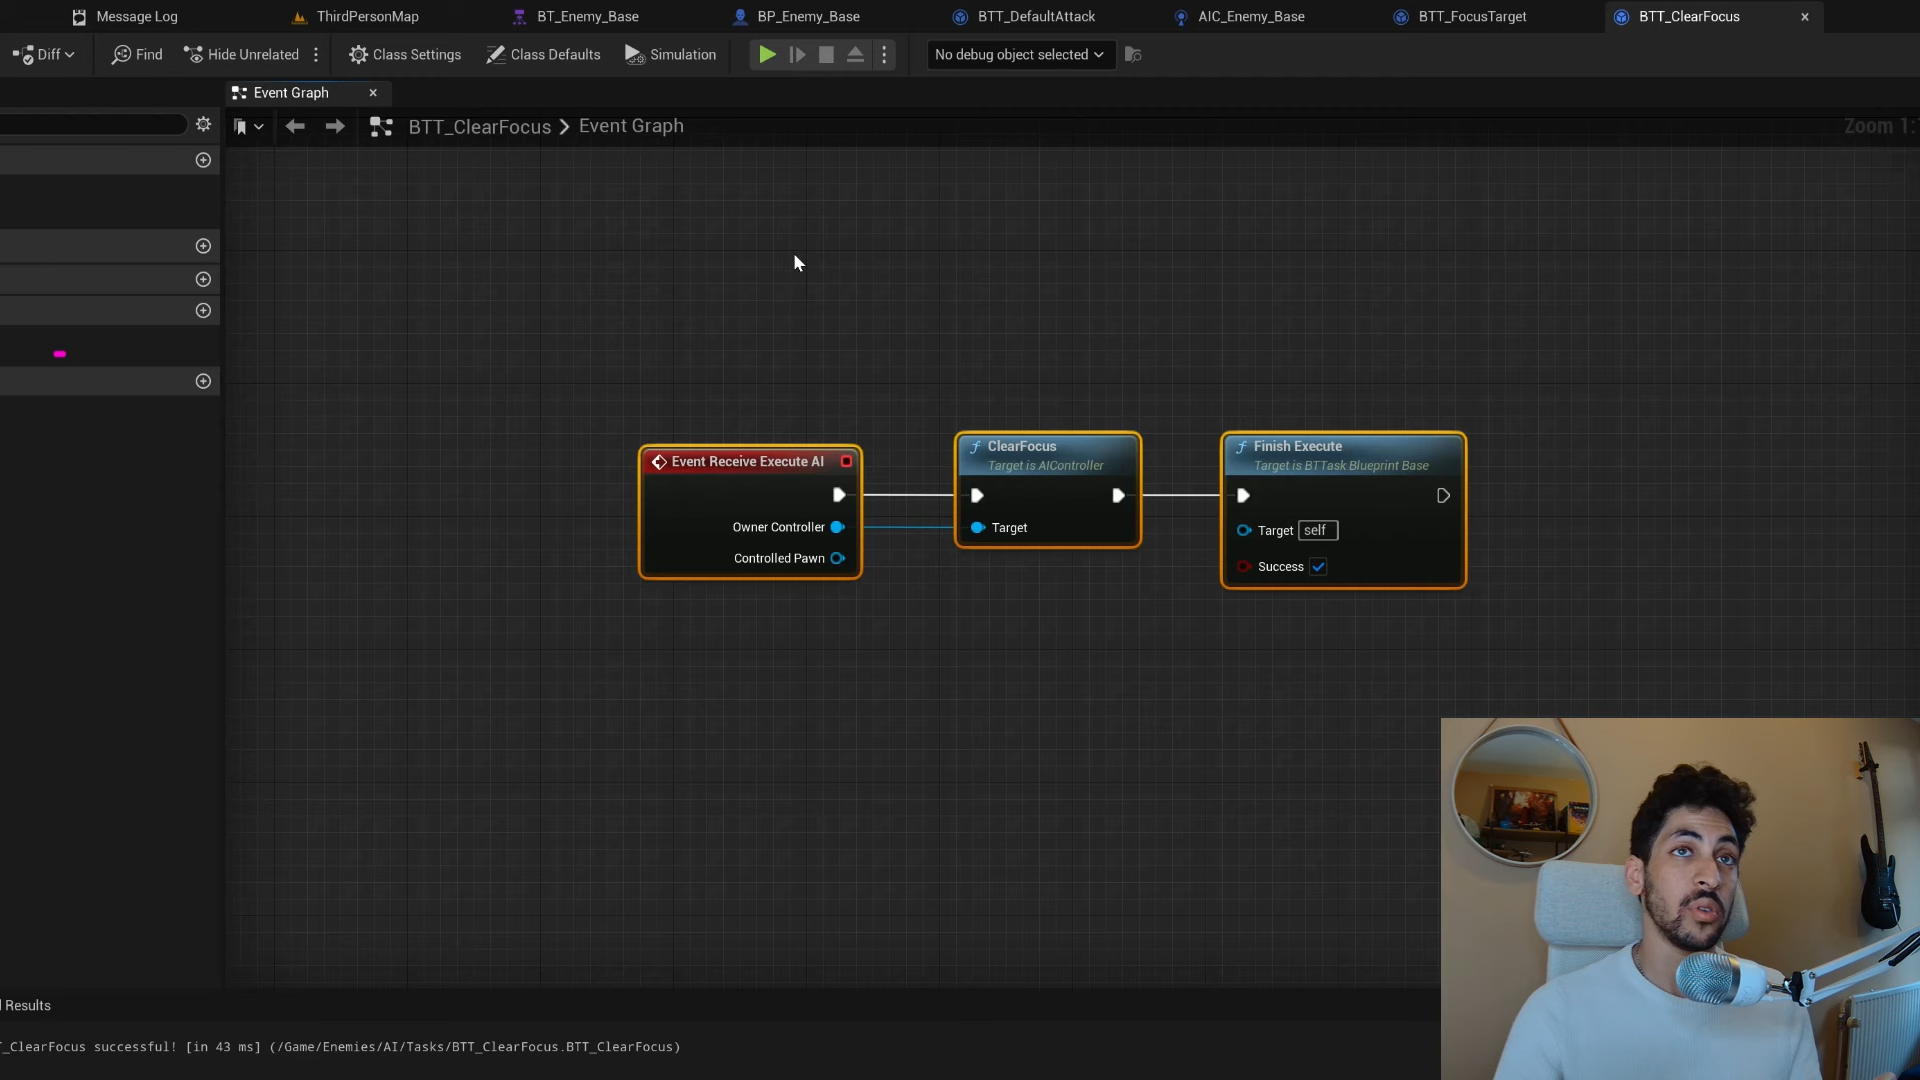 Message Log
ThirdPersonMap
BT_Enemy_Base
BP_Enemy_Base
BTT_DefaultAttack
AIC_Enemy_Base
BTT_FocusTarget
BTT_ClearFocus
Diff
Find
Hide Unrelated
Class Settings
Class Defaults
Simulation
No debug object selected
Event Graph
BTT_ClearFocus > Event Graph
Zoom 1:
Event Receive Execute AI
Owner Controller
Controlled Pawn
ClearFocus
Target is AIController
Target
Finish Execute
Target is BTTask Blueprint Base
Target self
Success
Results
T_ClearFocus successful! [in 43 ms] (/Game/Enemies/AI/Tasks/BTT_ClearFocus.BTT_ClearFocus)